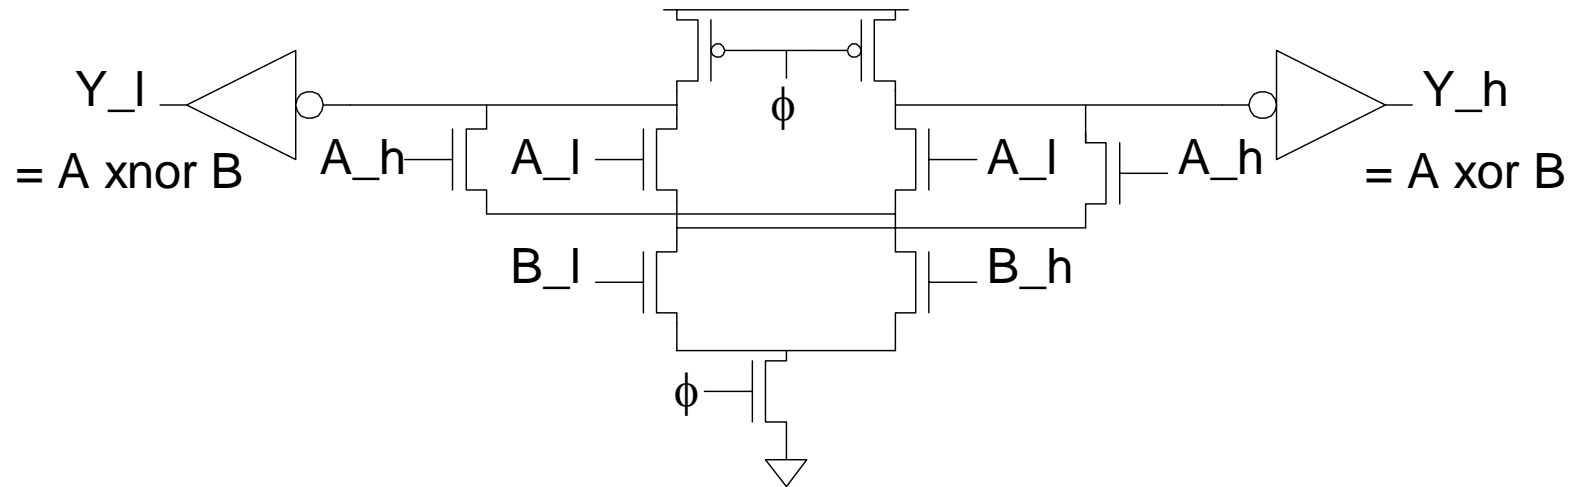 Y_l
= A xnor B
A_h
A_l
ϕ
A_l
A_h
Y_h
= A xor B
B_l
B_h
ϕ